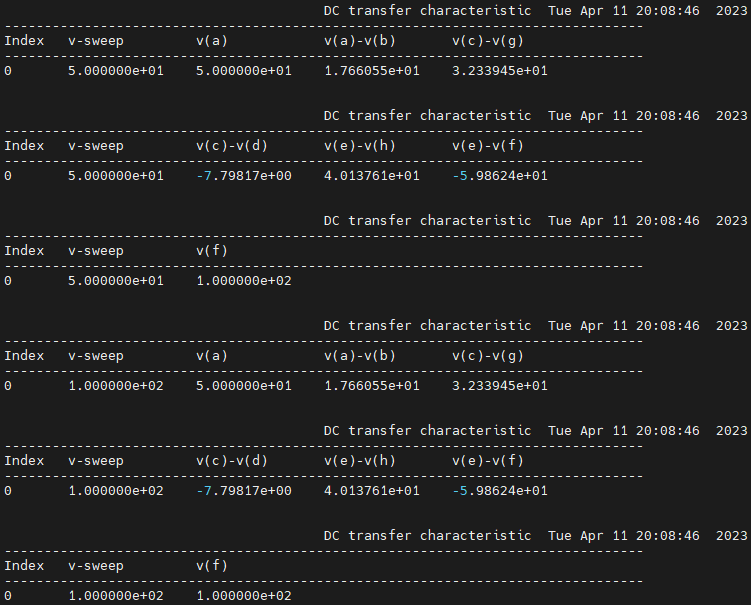 DC transfer characteristic  Tue Apr 11 20:08:46  2023
--------------------------------------------------------------------------------
Index   v-sweep         v(a)            v(a)-v(b)       v(c)-v(g)
--------------------------------------------------------------------------------
0       5.000000e+01    5.000000e+01    1.766055e+01    3.233945e+01
DC transfer characteristic  Tue Apr 11 20:08:46  2023
--------------------------------------------------------------------------------
Index   v-sweep         v(c)-v(d)       v(e)-v(h)       v(e)-v(f)
--------------------------------------------------------------------------------
0       5.000000e+01    -7.79817e+00    4.013761e+01    -5.98624e+01
DC transfer characteristic  Tue Apr 11 20:08:46  2023
--------------------------------------------------------------------------------
Index   v-sweep         v(f)
--------------------------------------------------------------------------------
0       5.000000e+01    1.000000e+02
DC transfer characteristic  Tue Apr 11 20:08:46  2023
--------------------------------------------------------------------------------
Index   v-sweep         v(a)            v(a)-v(b)       v(c)-v(g)
--------------------------------------------------------------------------------
0       1.000000e+02    5.000000e+01    1.766055e+01    3.233945e+01
DC transfer characteristic  Tue Apr 11 20:08:46  2023
--------------------------------------------------------------------------------
Index   v-sweep         v(c)-v(d)       v(e)-v(h)       v(e)-v(f)
--------------------------------------------------------------------------------
0       1.000000e+02    -7.79817e+00    4.013761e+01    -5.98624e+01
DC transfer characteristic  Tue Apr 11 20:08:46  2023
--------------------------------------------------------------------------------
Index   v-sweep         v(f)
--------------------------------------------------------------------------------
0       1.000000e+02    1.000000e+02